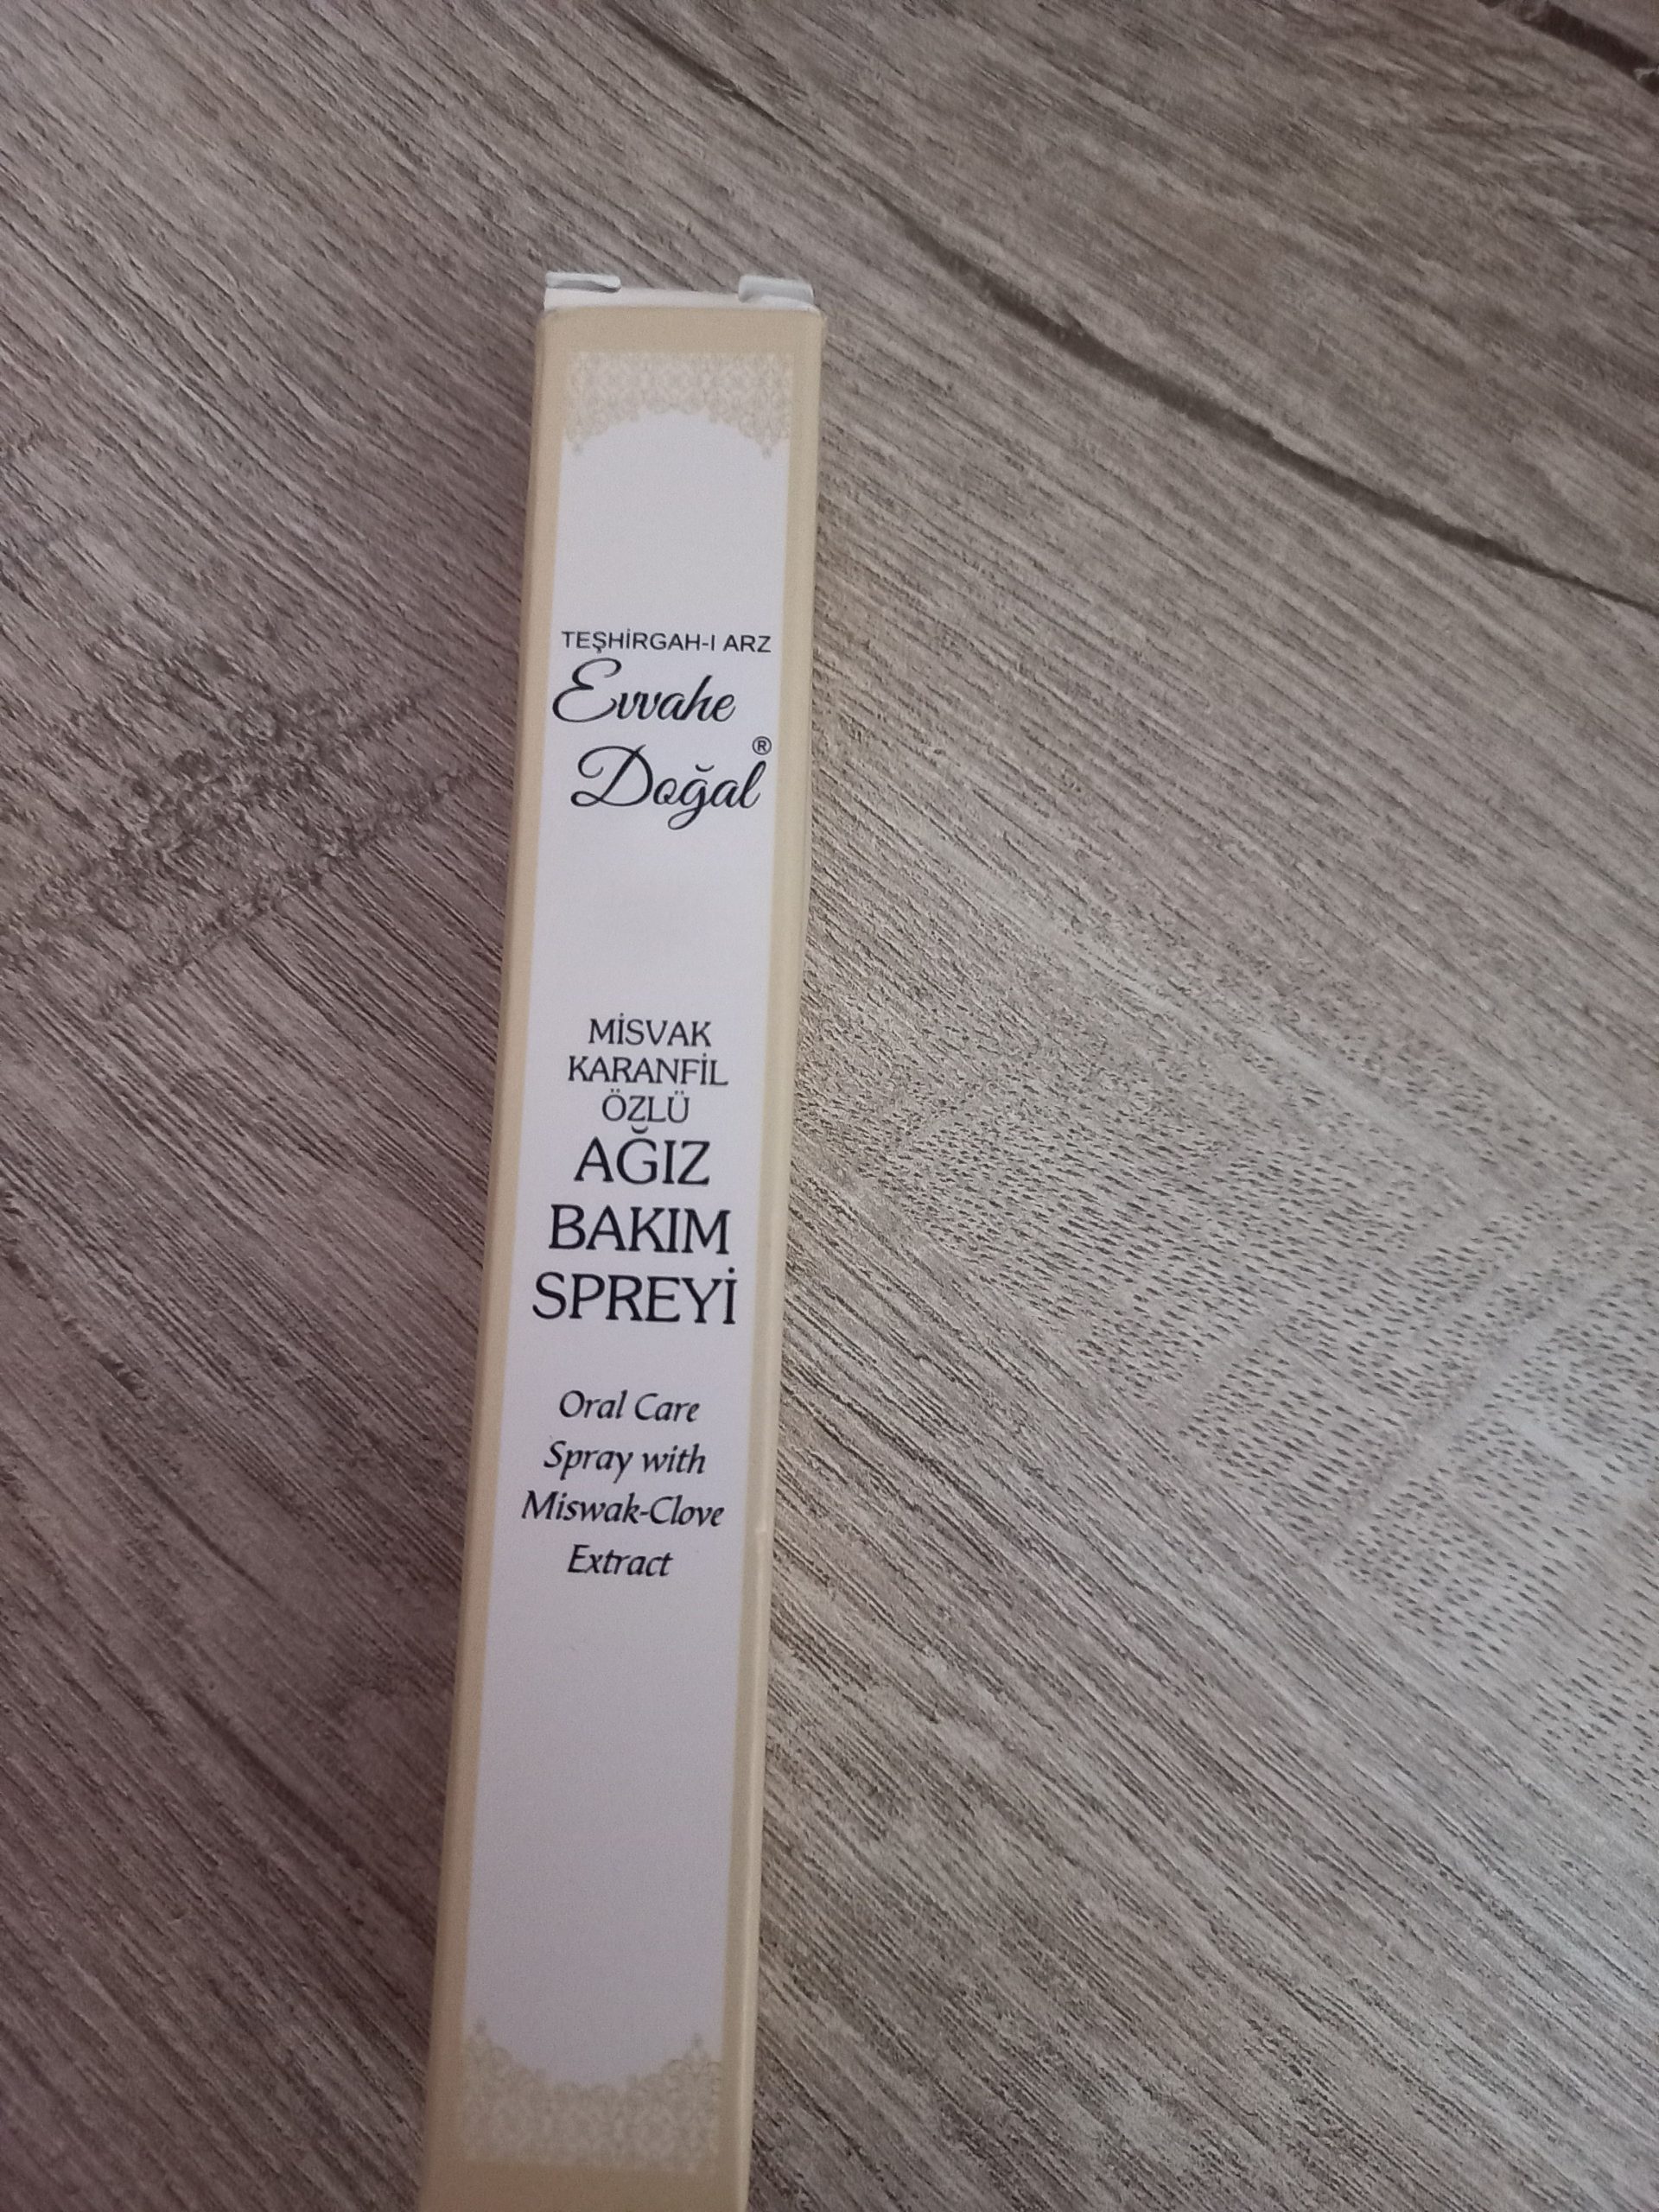 TEŞHİRGAH-I ARZ
Evvahe
Doğal®
MİSVAK
KARANFİL
ÖZLÜ
AĞIZ
BAKIM
SPREYİ
Oral Care
Spray with
Miswak-Clove
Extract